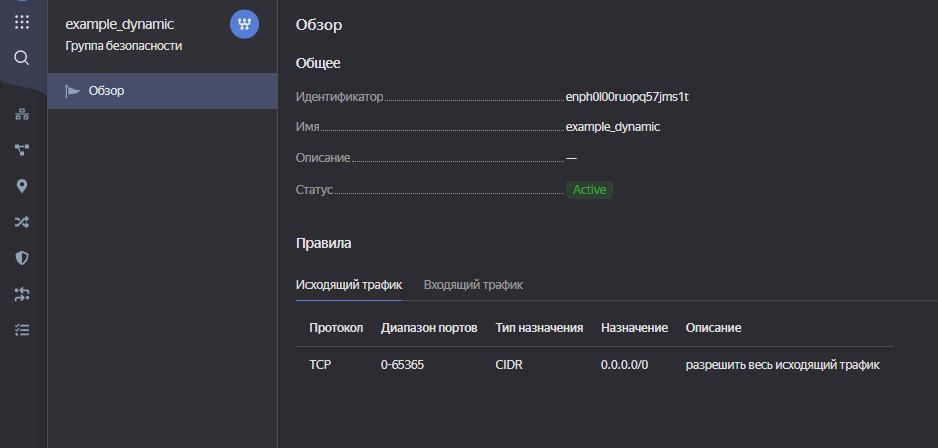 example_dynamic
Группа безопасности
Обзор
Обзор
Общее
Идентификатор enph0l00ruopq57jms1t
Имя example_dynamic
Описание —
Статус Active
Правила
Исходящий трафик Входящий трафик
Протокол Диапазон портов Тип назначения Назначение Описание
TCP 0-65365 CIDR 0.0.0.0/0 разрешить весь исходящий трафик